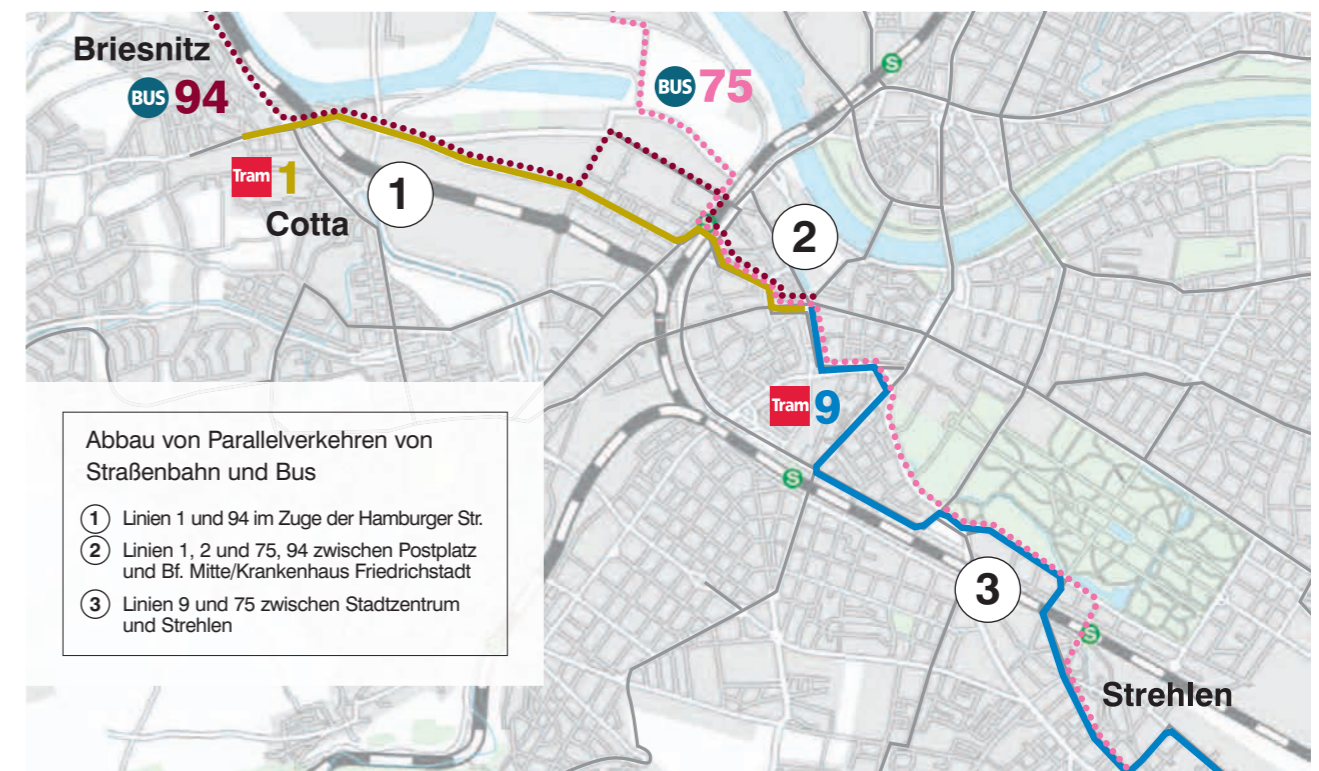 Briesnitz
BUS 94
BUS 75
S
Tram 1
1
Cotta
2
Tram 9
S
3
S
Strehlen
Abbau von Parallelverkehren von
Straßenbahn und Bus
1 Linien 1 und 94 im Zuge der Hamburger Str.
2 Linien 1, 2 und 75, 94 zwischen Postplatz
und Bf. Mitte/Krankenhaus Friedrichstadt
3 Linien 9 und 75 zwischen Stadtzentrum
und Strehlen